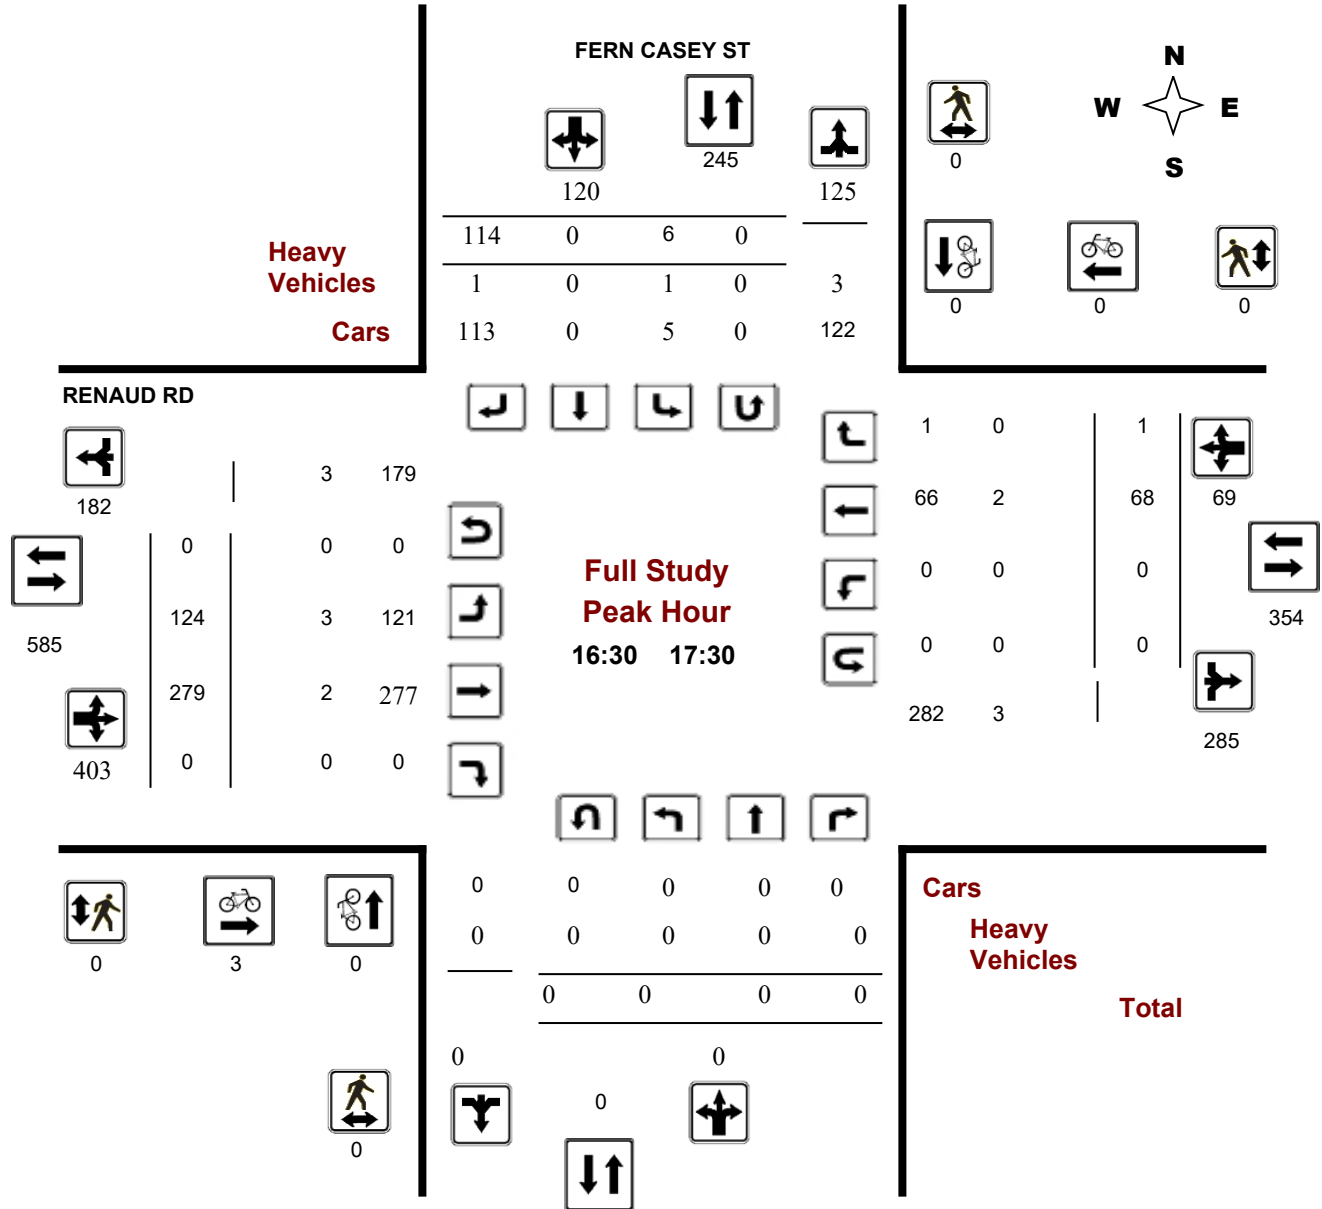 FERN CASEY ST
N
W E
S
245
0
120 125
114 0 6 0
Heavy
Vehicles
1 0 1 0 3
0 0 0
Cars
113 0 5 0 122
RENAUD RD
1 0 1
3 179
182
66 2 68 69
0 0 0
Full Study
0 0 0
Peak Hour
124 3 121
354
585
16:30 17:30
0 0 0
279 2 277
282 3
285
403 0 0 0
0 0 0 0 0
Cars
0 0 0 0 0
Heavy
Vehicles
0 3 0
0 0 0 0
Total
0 0
0
0